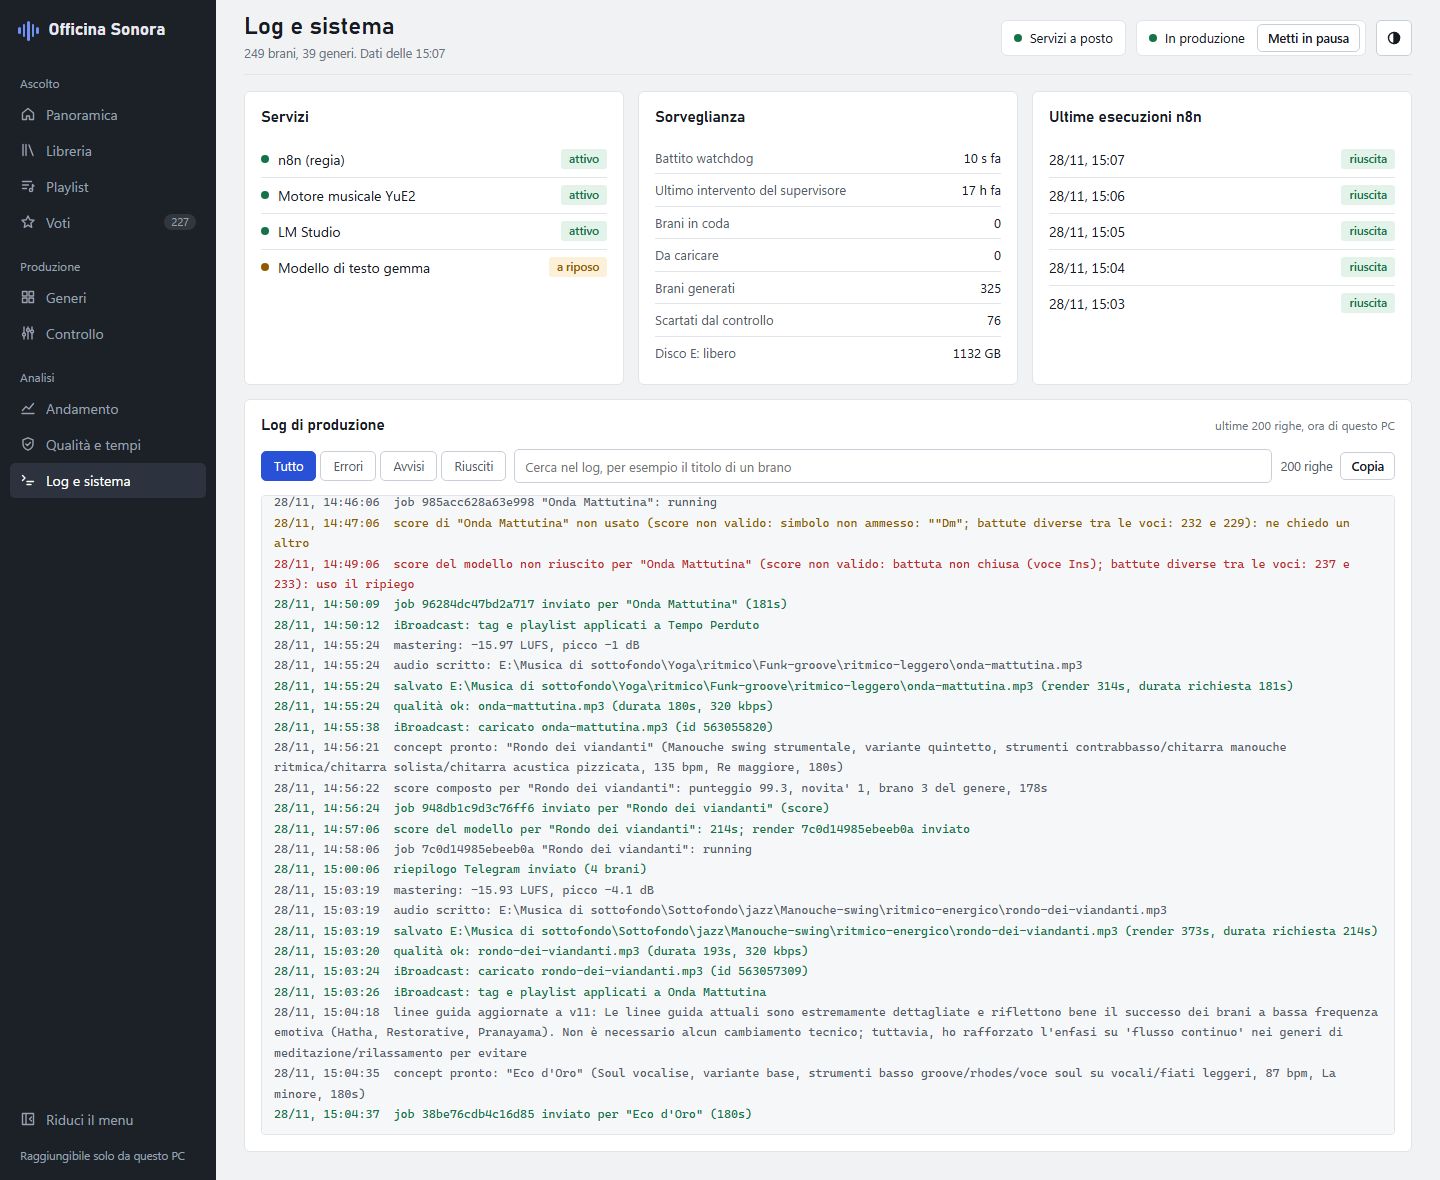 Officina Sonora
Ascolto
Panoramica
Libreria
Playlist
Voti 227
Produzione
Generi
Controllo
Analisi
Andamento
Qualità e tempi
Log e sistema
Riduci il menu
Raggiungibile solo da questo PC
Log e sistema
249 brani, 39 generi. Dati delle 15:07
Servizi a posto
In produzione
Metti in pausa
Servizi
n8n (regia) attivo
Motore musicale YuE2 attivo
LM Studio attivo
Modello di testo gemma a riposo
Sorveglianza
Battito watchdog 10 s fa
Ultimo intervento del supervisore 17 h fa
Brani in coda 0
Da caricare 0
Brani generati 325
Scartati dal controllo 76
Disco E: libero 1132 GB
Ultime esecuzioni n8n
28/11, 15:07 riuscita
28/11, 15:06 riuscita
28/11, 15:05 riuscita
28/11, 15:04 riuscita
28/11, 15:03 riuscita
Log di produzione
ultime 200 righe, ora di questo PC
Tutto Errori Avvisi Riusciti Cerca nel log, per esempio il titolo di un brano 200 righe Copia
28/11, 14:46:06 job 985acc628a63e998 "Onda Mattutina": running
28/11, 14:47:06 score di "Onda Mattutina" non usato (score non valido: simbolo non ammesso: ""Dm"; battute diverse tra le voci: 232 e 229): ne chiedo un
altro
28/11, 14:49:06 score del modello non riuscito per "Onda Mattutina" (score non valido: battuta non chiusa (voce Ins); battute diverse tra le voci: 237 e
233): uso il ripiego
28/11, 14:50:09 job 96284dc47bd2a717 inviato per "Onda Mattutina" (181s)
28/11, 14:50:12 iBroadcast: tag e playlist applicati a Tempo Perduto
28/11, 14:55:24 mastering: -15.97 LUFS, picco -1 dB
28/11, 14:55:24 audio scritto: E:\Musica di sottofondo\Yoga\ritmico\Funk-groove\ritmico-leggero\onda-mattutina.mp3
28/11, 14:55:24 salvato E:\Musica di sottofondo\Yoga\ritmico\Funk-groove\ritmico-leggero\onda-mattutina.mp3 (render 314s, durata richiesta 181s)
28/11, 14:55:24 qualità ok: onda-mattutina.mp3 (durata 180s, 320 kbps)
28/11, 14:55:38 iBroadcast: caricato onda-mattutina.mp3 (id 563055820)
28/11, 14:56:21 concept pronto: "Rondo dei viandanti" (Manouche swing strumentale, variante quintetto, strumenti contrabbasso/chitarra manouche
ritmica/chitarra solista/chitarra acustica pizzicata, 135 bpm, Re maggiore, 180s)
28/11, 14:56:22 score composto per "Rondo dei viandanti": punteggio 99.3, novita' 1, brano 3 del genere, 178s
28/11, 14:56:24 job 948db1c9d3c76ff6 inviato per "Rondo dei viandanti" (score)
28/11, 14:57:06 score del modello per "Rondo dei viandanti": 214s; render 7c0d14985ebeeb0a inviato
28/11, 14:58:06 job 7c0d14985ebeeb0a "Rondo dei viandanti": running
28/11, 15:00:06 riepilogo Telegram inviato (4 brani)
28/11, 15:03:19 mastering: -15.93 LUFS, picco -4.1 dB
28/11, 15:03:19 audio scritto: E:\Musica di sottofondo\Sottofondo\jazz\Manouche-swing\ritmico-energico\rondo-dei-viandanti.mp3
28/11, 15:03:19 salvato E:\Musica di sottofondo\Sottofondo\jazz\Manouche-swing\ritmico-energico\rondo-dei-viandanti.mp3 (render 373s, durata richiesta 214s)
28/11, 15:03:20 qualità ok: rondo-dei-viandanti.mp3 (durata 193s, 320 kbps)
28/11, 15:03:24 iBroadcast: caricato rondo-dei-viandanti.mp3 (id 563057309)
28/11, 15:03:26 iBroadcast: tag e playlist applicati a Onda Mattutina
28/11, 15:04:18 linee guida aggiornate a v11: Le linee guida attuali sono estremamente dettagliate e riflettono bene il successo dei brani a bassa frequenza
emotiva (Hatha, Restorative, Pranayama). Non è necessario alcun cambiamento tecnico; tuttavia, ho rafforzato l'enfasi su 'flusso continuo' nei generi di
meditazione/rilassamento per evitare
28/11, 15:04:35 concept pronto: "Eco d'Oro" (Soul vocalise, variante base, strumenti basso groove/rhodes/voce soul su vocali/fiati leggeri, 87 bpm, La
minore, 180s)
28/11, 15:04:37 job 38be76cdb4c16d85 inviato per "Eco d'Oro" (180s)